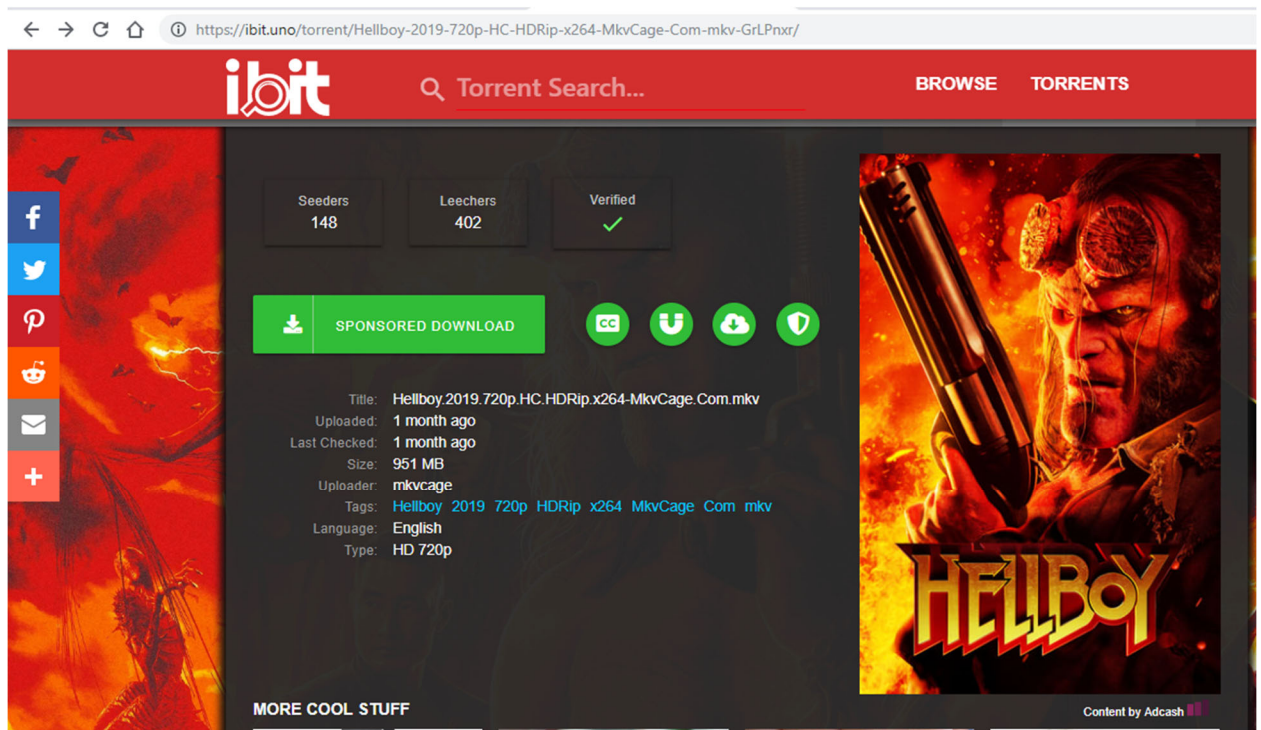 https://ibit.uno/torrent/Hellboy-2019-720p-HC-HDRip-x264-MkvCage-Com-mkv-GrLPnxr/
ibit
Torrent Search...
BROWSE TORRENTS
Seeders
148
Leechers
402
Verified
SPONSORED DOWNLOAD
CC
Title: Hellboy.2019.720p.HC.HDRip.x264-MkvCage.Com.mkv
Uploaded: 1 month ago
Last Checked: 1 month ago
Size: 951 MB
Uploader: mkvcage
Tags: Hellboy 2019 720p HDRip x264 MkvCage Com mkv
Language: English
Type: HD 720p
HELLBOY
MORE COOL STUFF
Content by Adcash